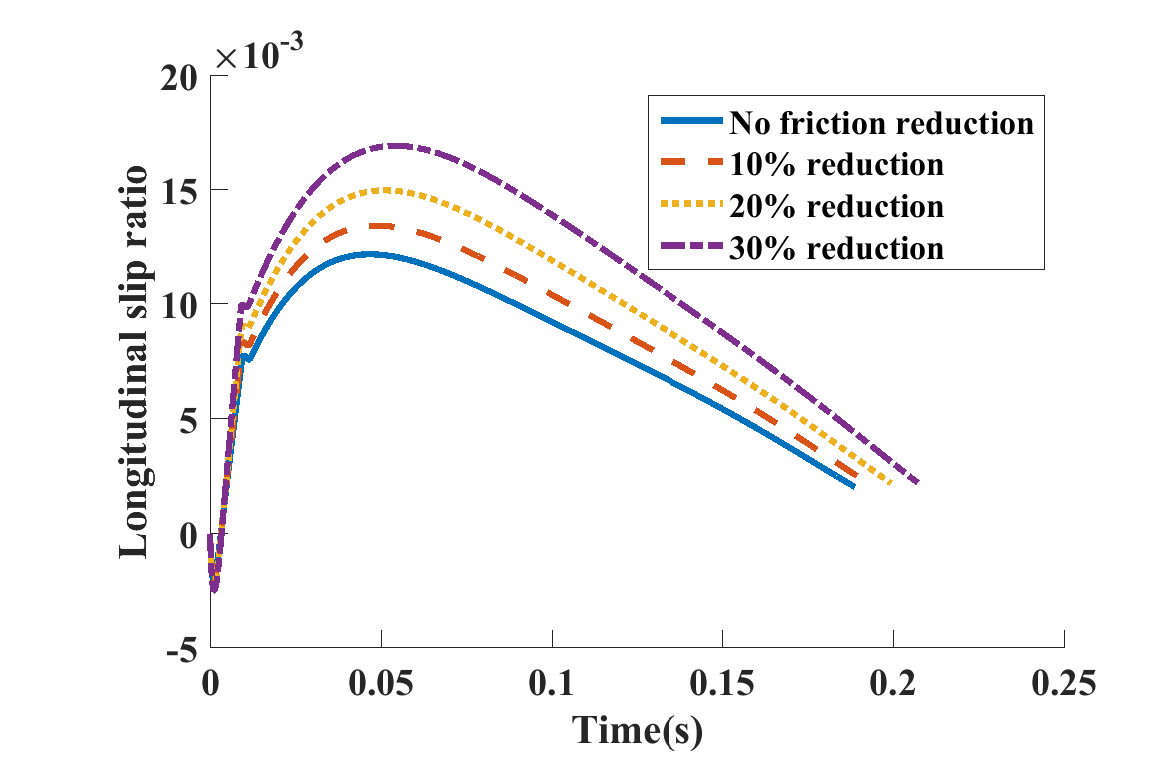 ×10-3
20
15
10
5
0
-5
Longitudinal slip ratio
No friction reduction
10% reduction
20% reduction
30% reduction
0 0.05 0.1 0.15 0.2 0.25
Time(s)